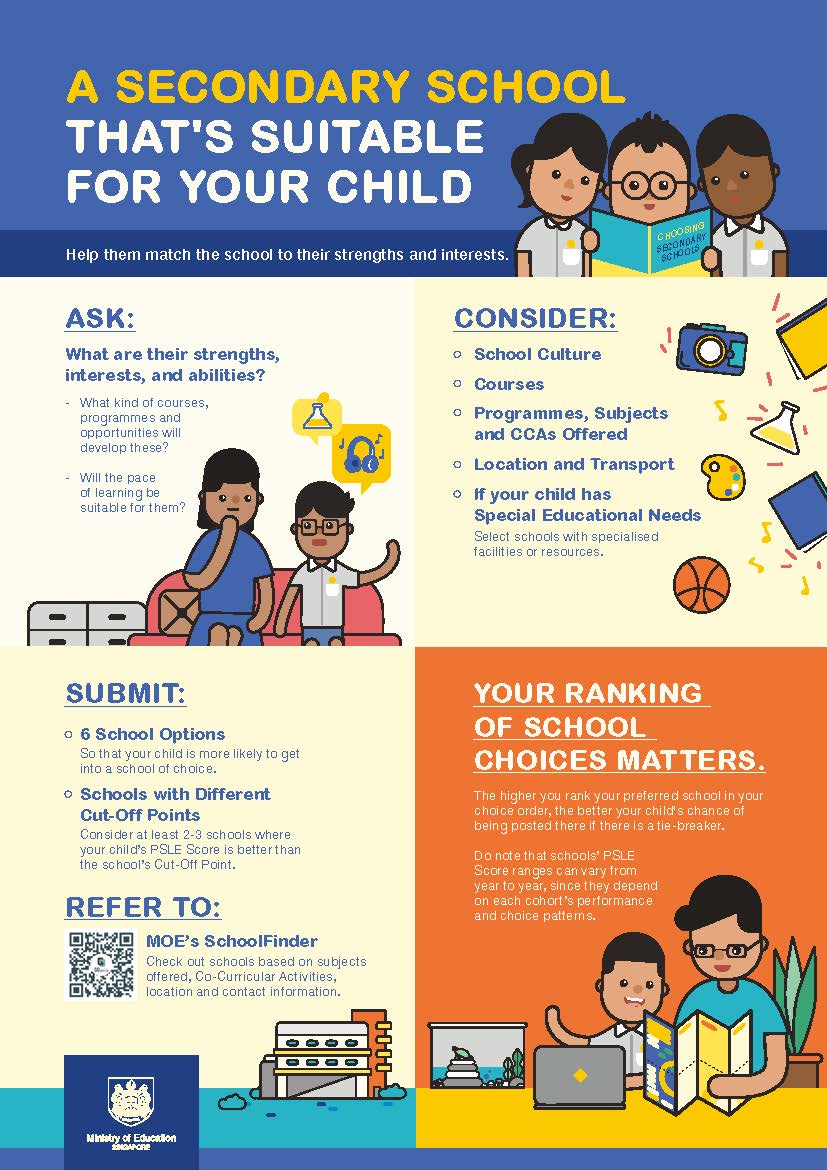 A SECONDARY SCHOOL
THAT'S SUITABLE
FOR YOUR CHILD
Help them match the school to their strengths and interests.
CHOOSING
SECONDARY
SCHOOLS
ASK:
What are their strengths,
interests, and abilities?
- What kind of courses,
programmes and
opportunities will
develop these?
- Will the pace
of learning be
suitable for them?
CONSIDER:
School Culture
Courses
Programmes, Subjects
and CCAs Offered
Location and Transport
If your child has
Special Educational Needs
Select schools with specialised
facilities or resources.
SUBMIT:
6 School Options
So that your child is more likely to get
into a school of choice.
Schools with Different
Cut-Off Points
Consider at least 2-3 schools where
your child's PSLE Score is better than
the school's Cut-Off Point.
REFER TO:
MOE's SchoolFinder
Check out schools based on subjects
offered, Co-Curricular Activities,
location and contact information.
YOUR RANKING
OF SCHOOL
CHOICES MATTERS.
The higher you rank your preferred school in your
choice order, the better your child's chance of
being posted there if there is a tie-breaker.
Do note that schools' PSLE
Score ranges can vary from
year to year, since they depend
on each cohort's performance
and choice patterns.
Ministry of Education
SINGAPORE